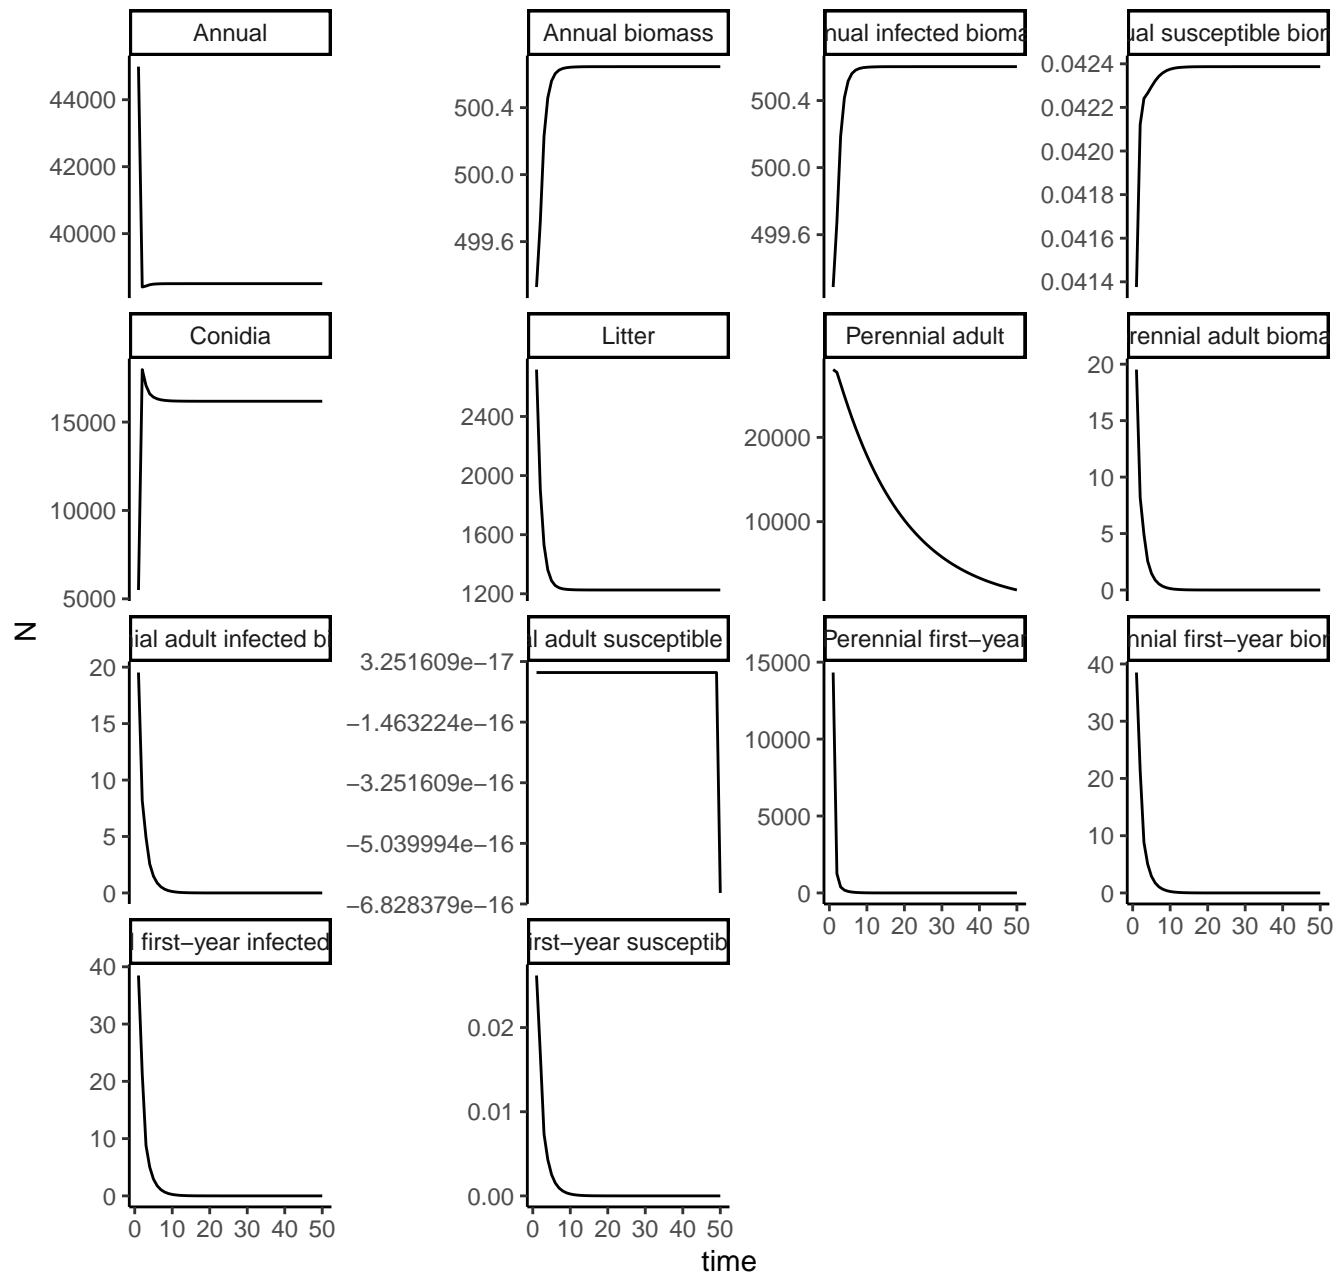 Annual
Annual biomass
nual infected bioma
ual susceptible bior
44000
42000
40000
500.4
500.0
499.6
500.4
500.0
499.6
0.0424
0.0422
0.0420
0.0418
0.0416
0.0414
Conidia
Litter
Perennial adult
rennial adult bioma
15000
10000
5000
2400
2000
1600
1200
20000
10000
20
15
10
5
0
N
ial adult infected bi
l adult susceptible
Perennial first−year
nnial first−year bior
20
15
10
5
0
3.251609e−17
−1.463224e−16
−3.251609e−16
−5.039994e−16
−6.828379e−16
15000
10000
5000
0
40
30
20
10
0
0 10 20 30 40 50
0 10 20 30 40 50
l first−year infected
irst−year susceptib
40
30
20
10
0
0.02
0.01
0.00
0 10 20 30 40 50
0 10 20 30 40 50
time